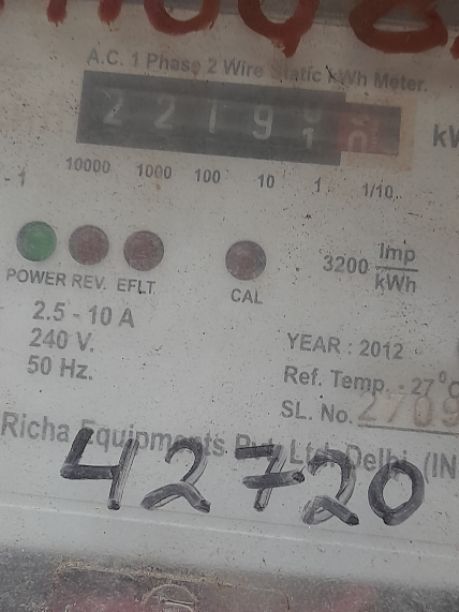 A.C. 1 Phase 2 Wire Static kWh Meter.
2 2 1 9
10000 1000 100 10 1 1/10
3200 Imp/kWh
POWER REV. EFLT. CAL
2.5 - 10 A
240 V.
50 Hz.
YEAR : 2012
Ref. Temp. - 27°C
SL. No. 2709
Richa Equipments Pvt. Ltd. Delhi (IN
42720